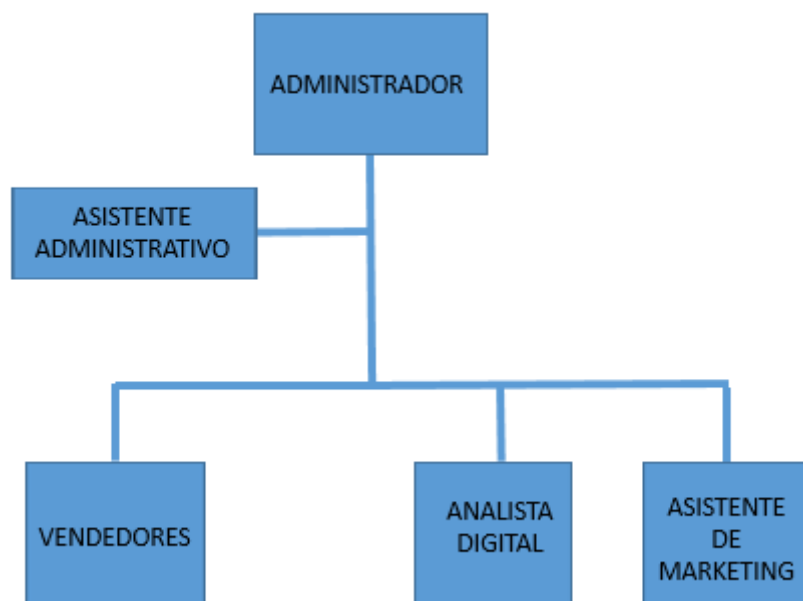 ADMINISTRADOR
ASISTENTE
ADMINISTRATIVO
VENDEDORES
ANALISTA
DIGITAL
ASISTENTE
DE
MARKETING